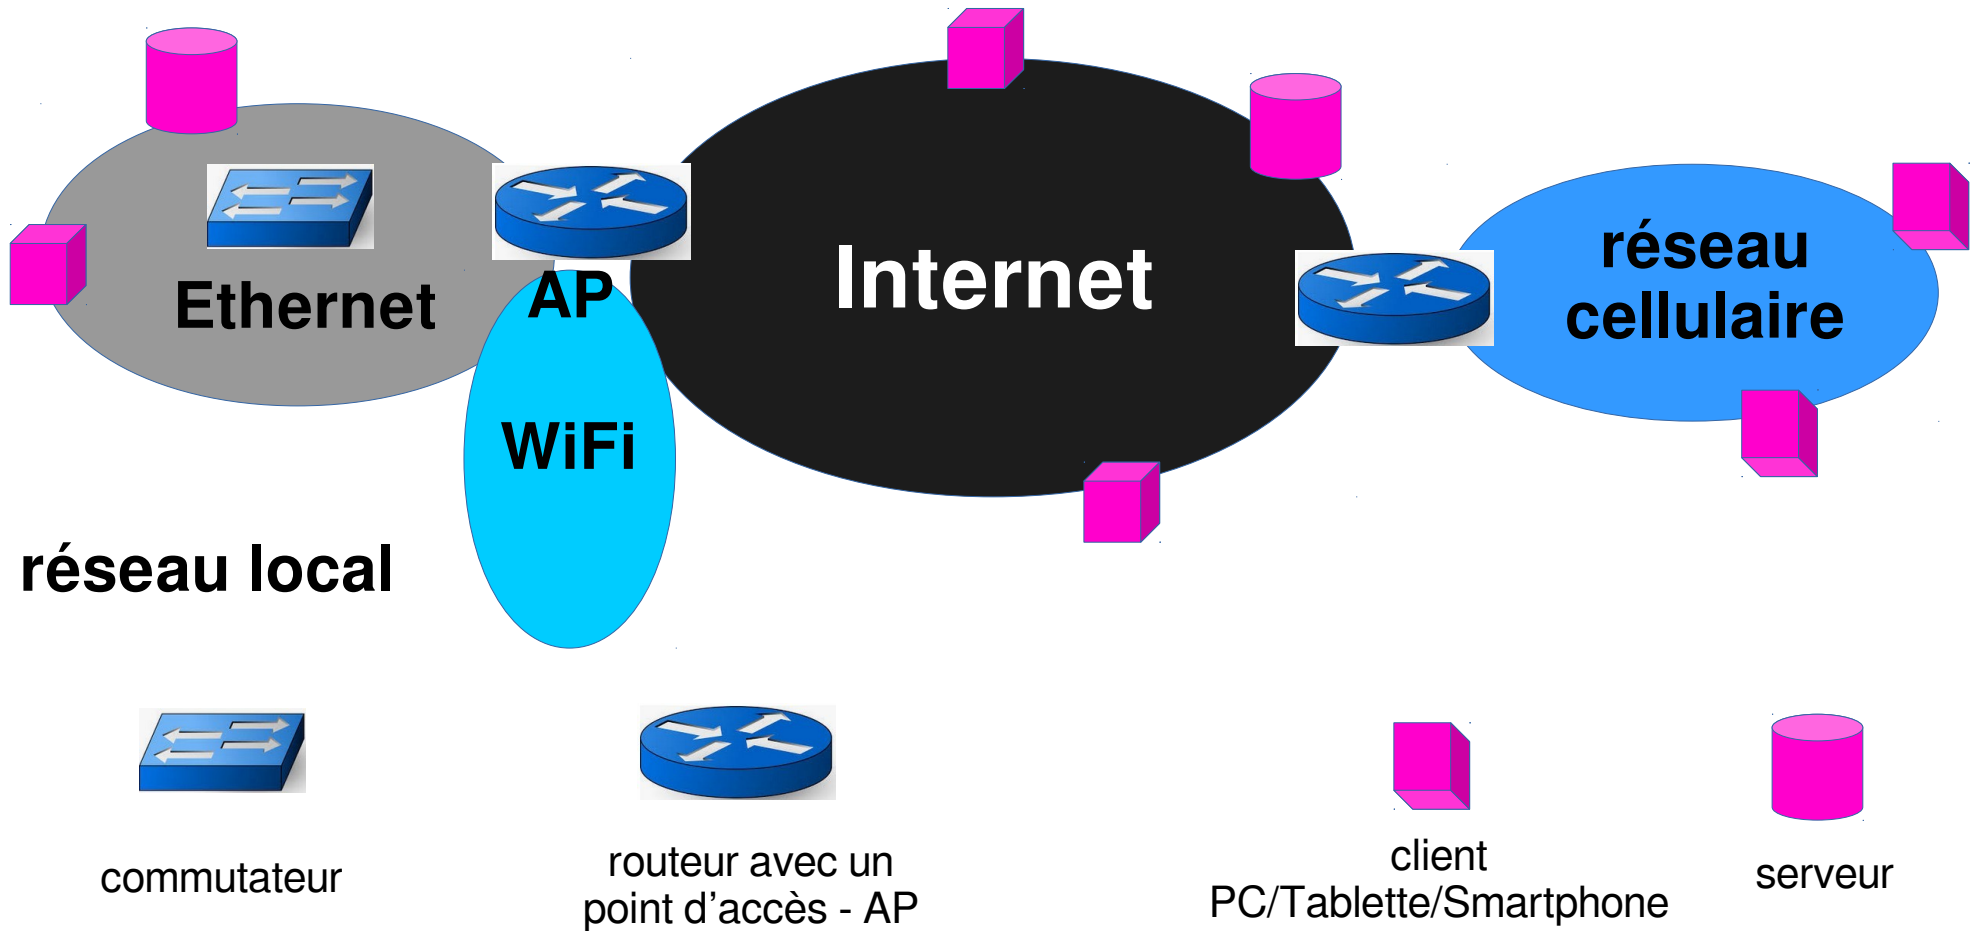 Ethernet
AP
WiFi
Internet
réseau
cellulaire
réseau local
commutateur
routeur avec un
point d'accès - AP
client
PC/Tablette/Smartphone
serveur